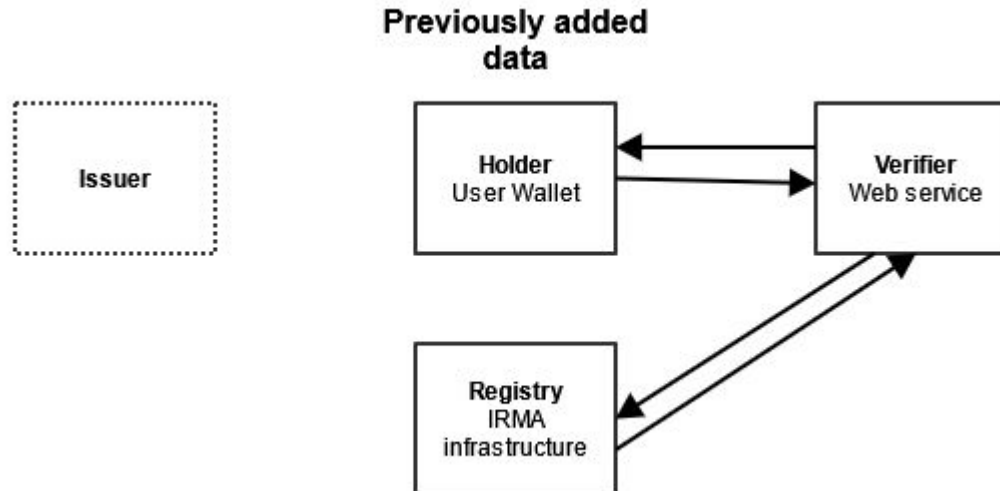 Previously added
data
Issuer
Holder
User Wallet
Verifier
Web service
Registry
IRMA
infrastructure